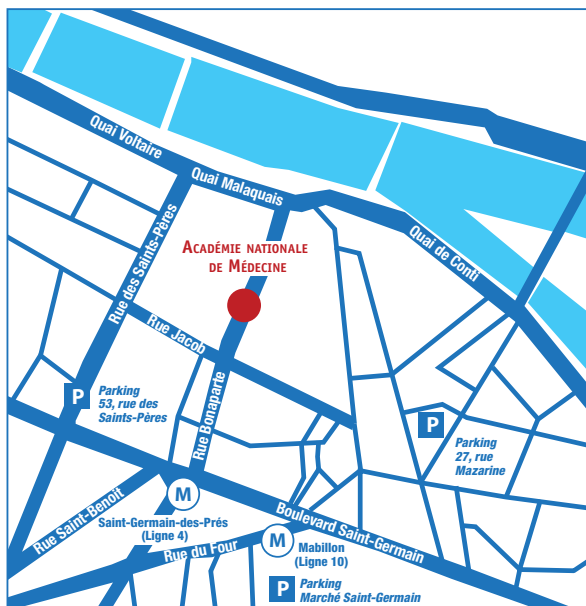 Quai Voltaire
Quai Malaquais
Quai de Conti
ACADÉMIE NATIONALE
DE MÉDECINE
Rue des Saints-Pères
Rue Jacob
Rue Bonaparte
P
Parking
53, rue des
Saints-Pères
P
Parking
27, rue
Mazarine
M
Saint-Germain-des-Prés
(Ligne 4)
Rue Saint-Benoit
Boulevard Saint-Germain
Rue du Four
M
Mabillon
(Ligne 10)
P
Parking
Marché Saint-Germain